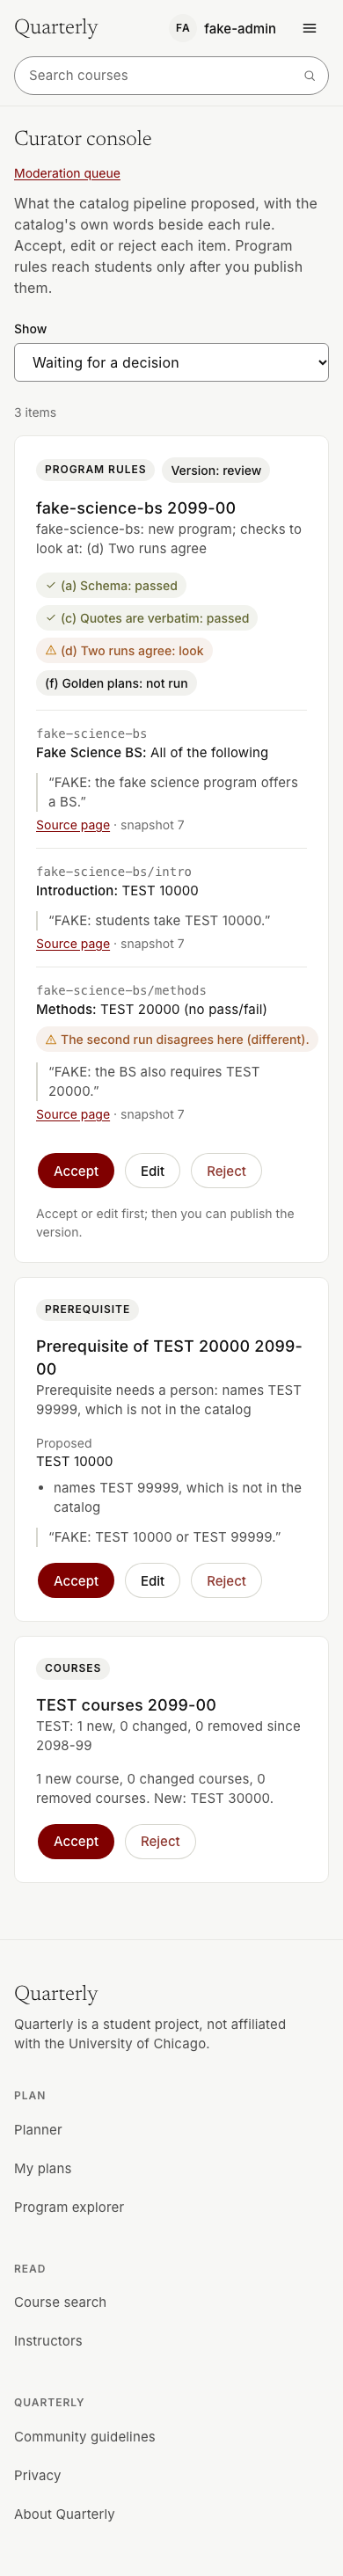 Quarterly
FA fake-admin
Search courses
Curator console
Moderation queue
What the catalog pipeline proposed, with the
catalog's own words beside each rule.
Accept, edit or reject each item. Program
rules reach students only after you publish
them.
Show
Waiting for a decision
3 items
PROGRAM RULES Version: review
fake-science-bs 2099-00
fake-science-bs: new program; checks to
look at: (d) Two runs agree
(a) Schema: passed
(c) Quotes are verbatim: passed
(d) Two runs agree: look
(f) Golden plans: not run
fake-science-bs
Fake Science BS: All of the following
“FAKE: the fake science program offers
a BS.”
Source page · snapshot 7
fake-science-bs/intro
Introduction: TEST 10000
“FAKE: students take TEST 10000.”
Source page · snapshot 7
fake-science-bs/methods
Methods: TEST 20000 (no pass/fail)
The second run disagrees here (different).
“FAKE: the BS also requires TEST
20000.”
Source page · snapshot 7
Accept Edit Reject
Accept or edit first; then you can publish the
version.
PREREQUISITE
Prerequisite of TEST 20000 2099-
00
Prerequisite needs a person: names TEST
99999, which is not in the catalog
Proposed
TEST 10000
• names TEST 99999, which is not in the
catalog
“FAKE: TEST 10000 or TEST 99999.”
Accept Edit Reject
COURSES
TEST courses 2099-00
TEST: 1 new, 0 changed, 0 removed since
2098-99
1 new course, 0 changed courses, 0
removed courses. New: TEST 30000.
Accept Reject
Quarterly
Quarterly is a student project, not affiliated
with the University of Chicago.
PLAN
Planner
My plans
Program explorer
READ
Course search
Instructors
QUARTERLY
Community guidelines
Privacy
About Quarterly